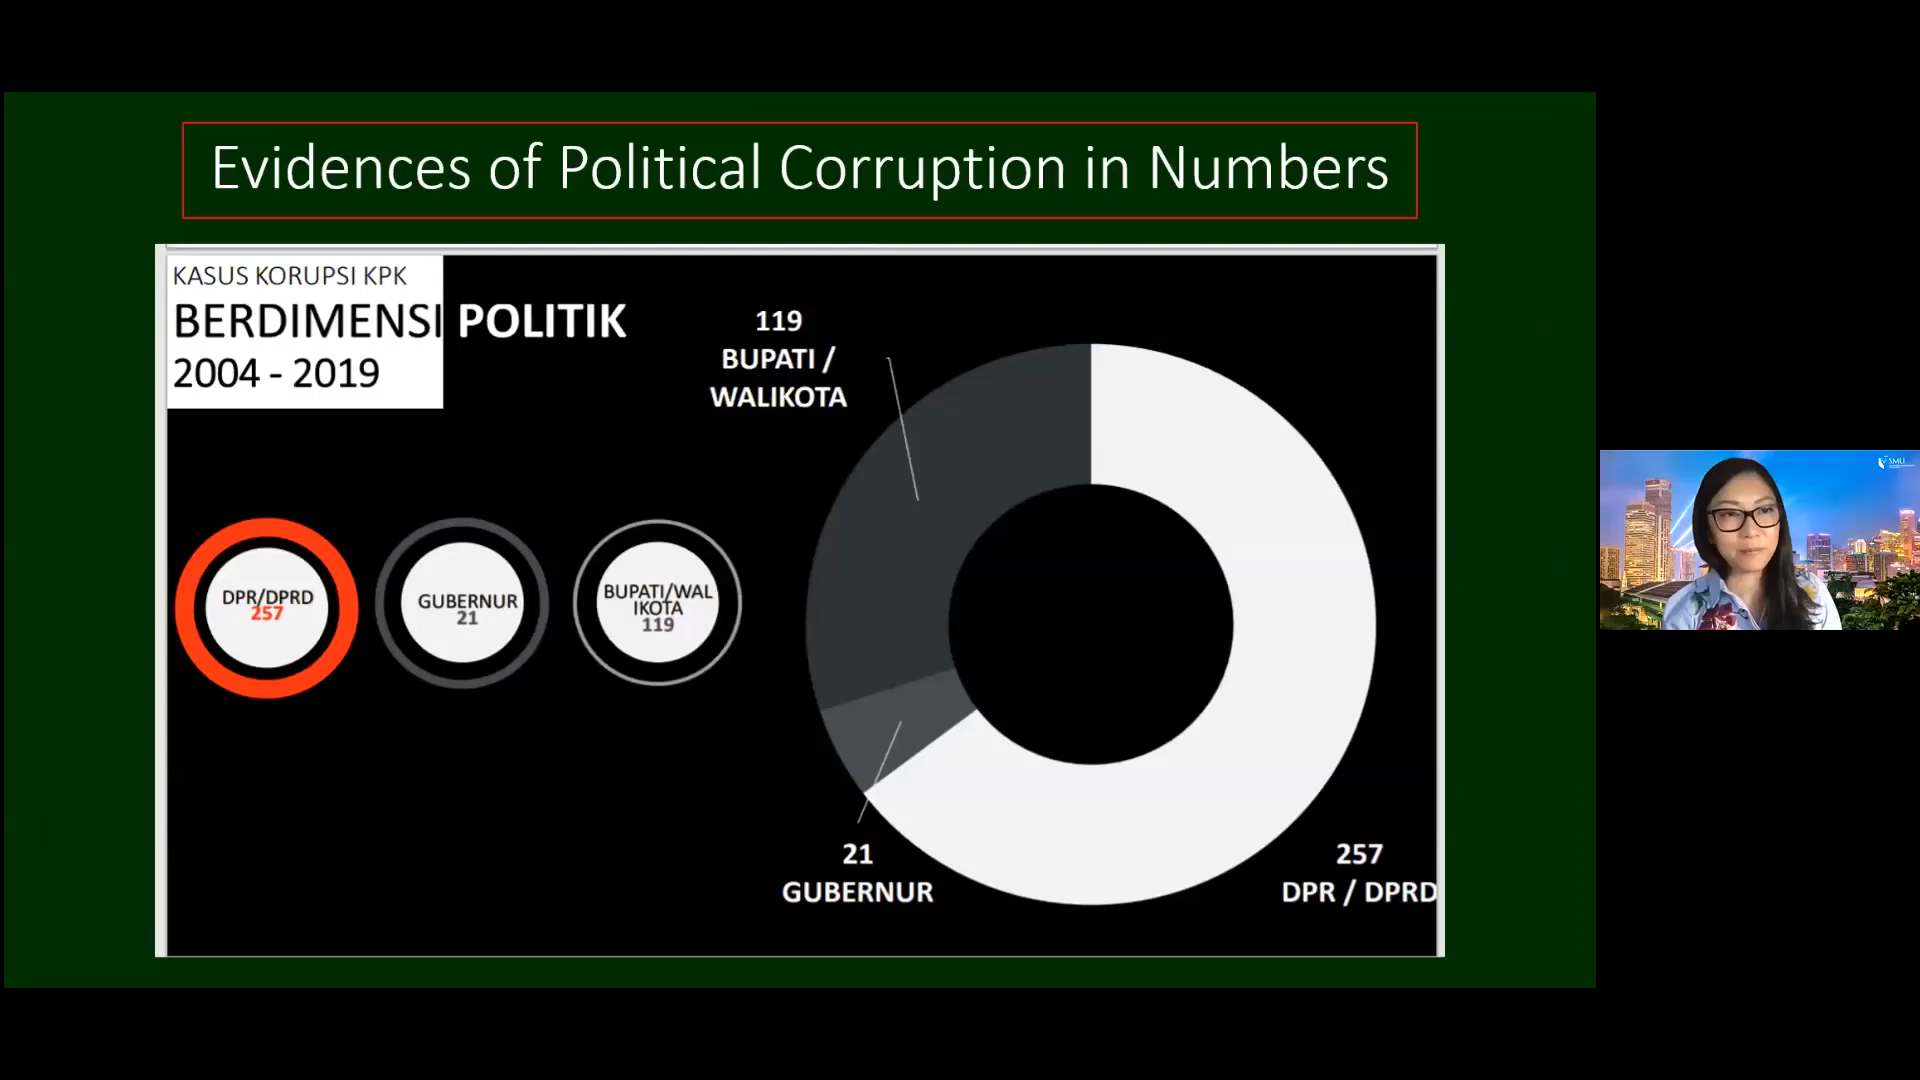 Evidences of Political Corruption in Numbers
KASUS KORUPSI KPK
BERDIMENSI POLITIK
2004 - 2019
119
BUPATI /
WALIKOTA
DPR/DPRD
257
GUBERNUR
21
BUPATI/WAL
IKOTA
119
21
GUBERNUR
257
DPR / DPRD
SMU